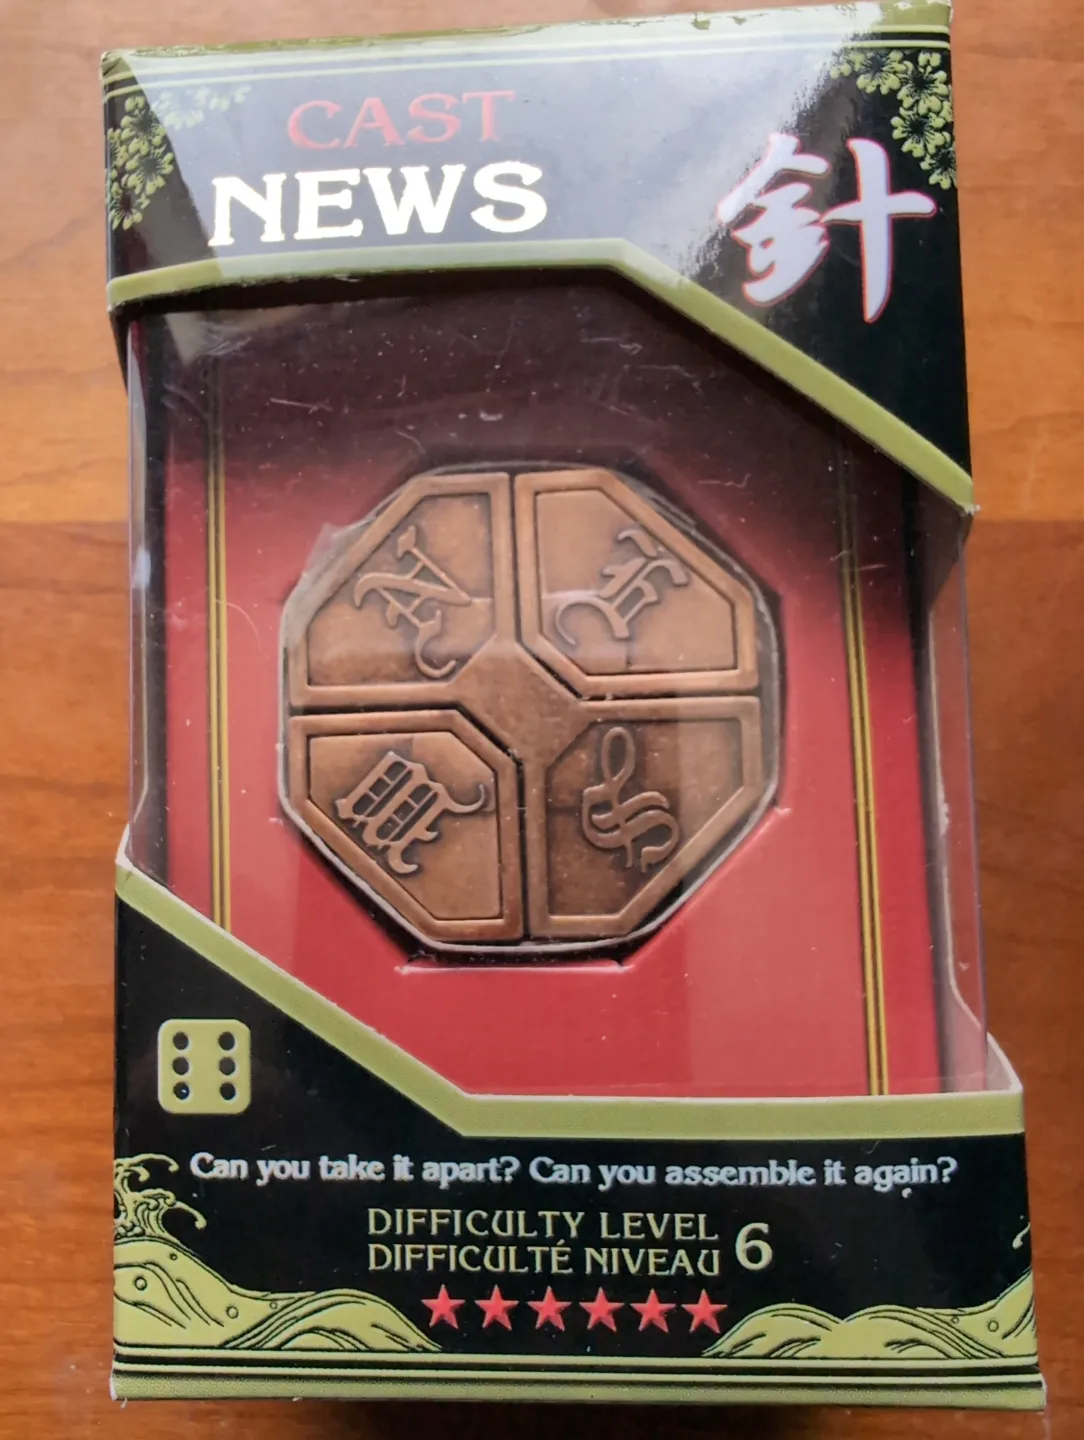 CAST
NEWS
針
N E
W S
Can you take it apart? Can you assemble it again?
DIFFICULTY LEVEL
DIFFICULTÉ NIVEAU 6